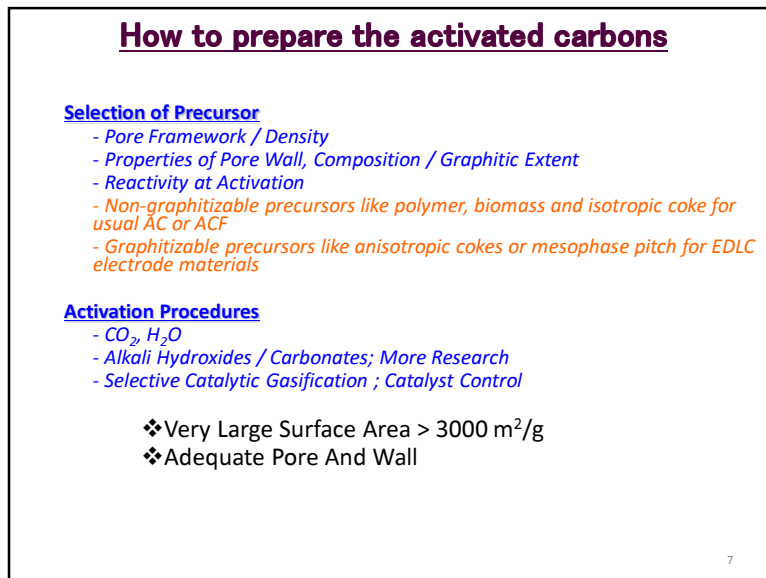 How to prepare the activated carbons
Selection of Precursor
- Pore Framework / Density
- Properties of Pore Wall, Composition / Graphitic Extent
- Reactivity at Activation
- Non-graphitizable precursors like polymer, biomass and isotropic coke for
usual AC or ACF
- Graphitizable precursors like anisotropic cokes or mesophase pitch for EDLC
electrode materials
Activation Procedures
- CO₂, H₂O
- Alkali Hydroxides / Carbonates; More Research
- Selective Catalytic Gasification ; Catalyst Control
❖Very Large Surface Area > 3000 m²/g
❖Adequate Pore And Wall
7